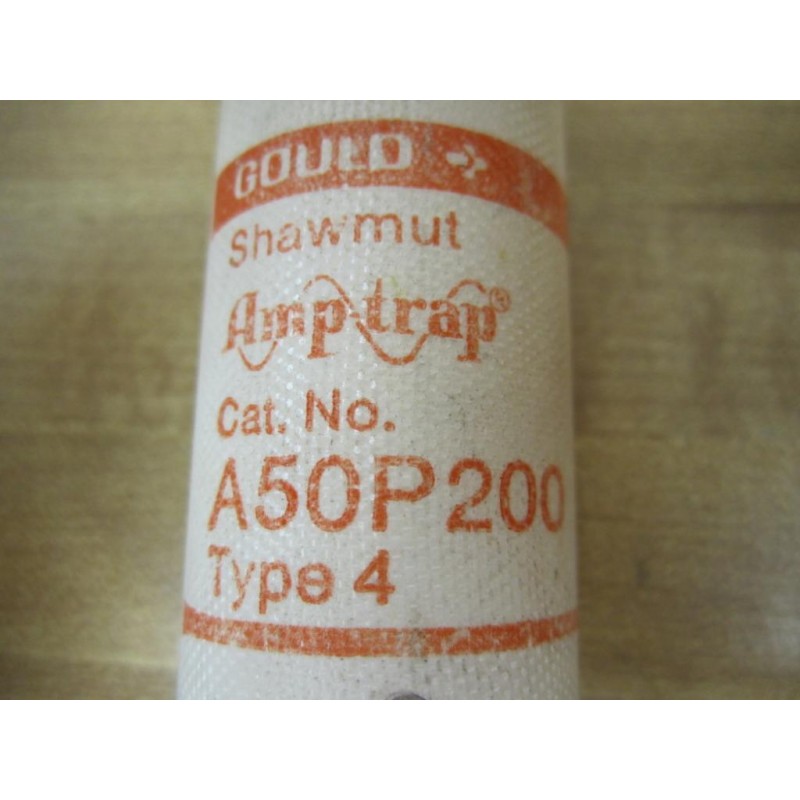 GOULD
Shawmut
Amp-trap®
Cat. No.
A50P200
Type 4